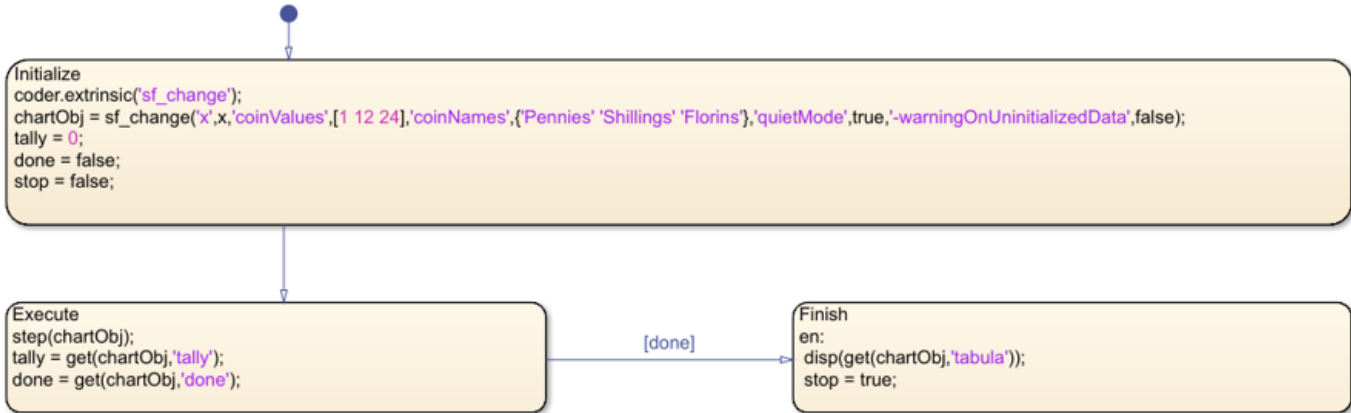 Initialize
coder.extrinsic('sf_change');
chartObj = sf_change('x',x,'coinValues',[1 12 24],'coinNames',{'Pennies' 'Shillings' 'Florins'},'quietMode',true,'-warningOnUninitializedData',false);
tally = 0;
done = false;
stop = false;
Execute
step(chartObj);
tally = get(chartObj,'tally');
done = get(chartObj,'done');
[done]
Finish
en:
disp(get(chartObj,'tabula'));
stop = true;